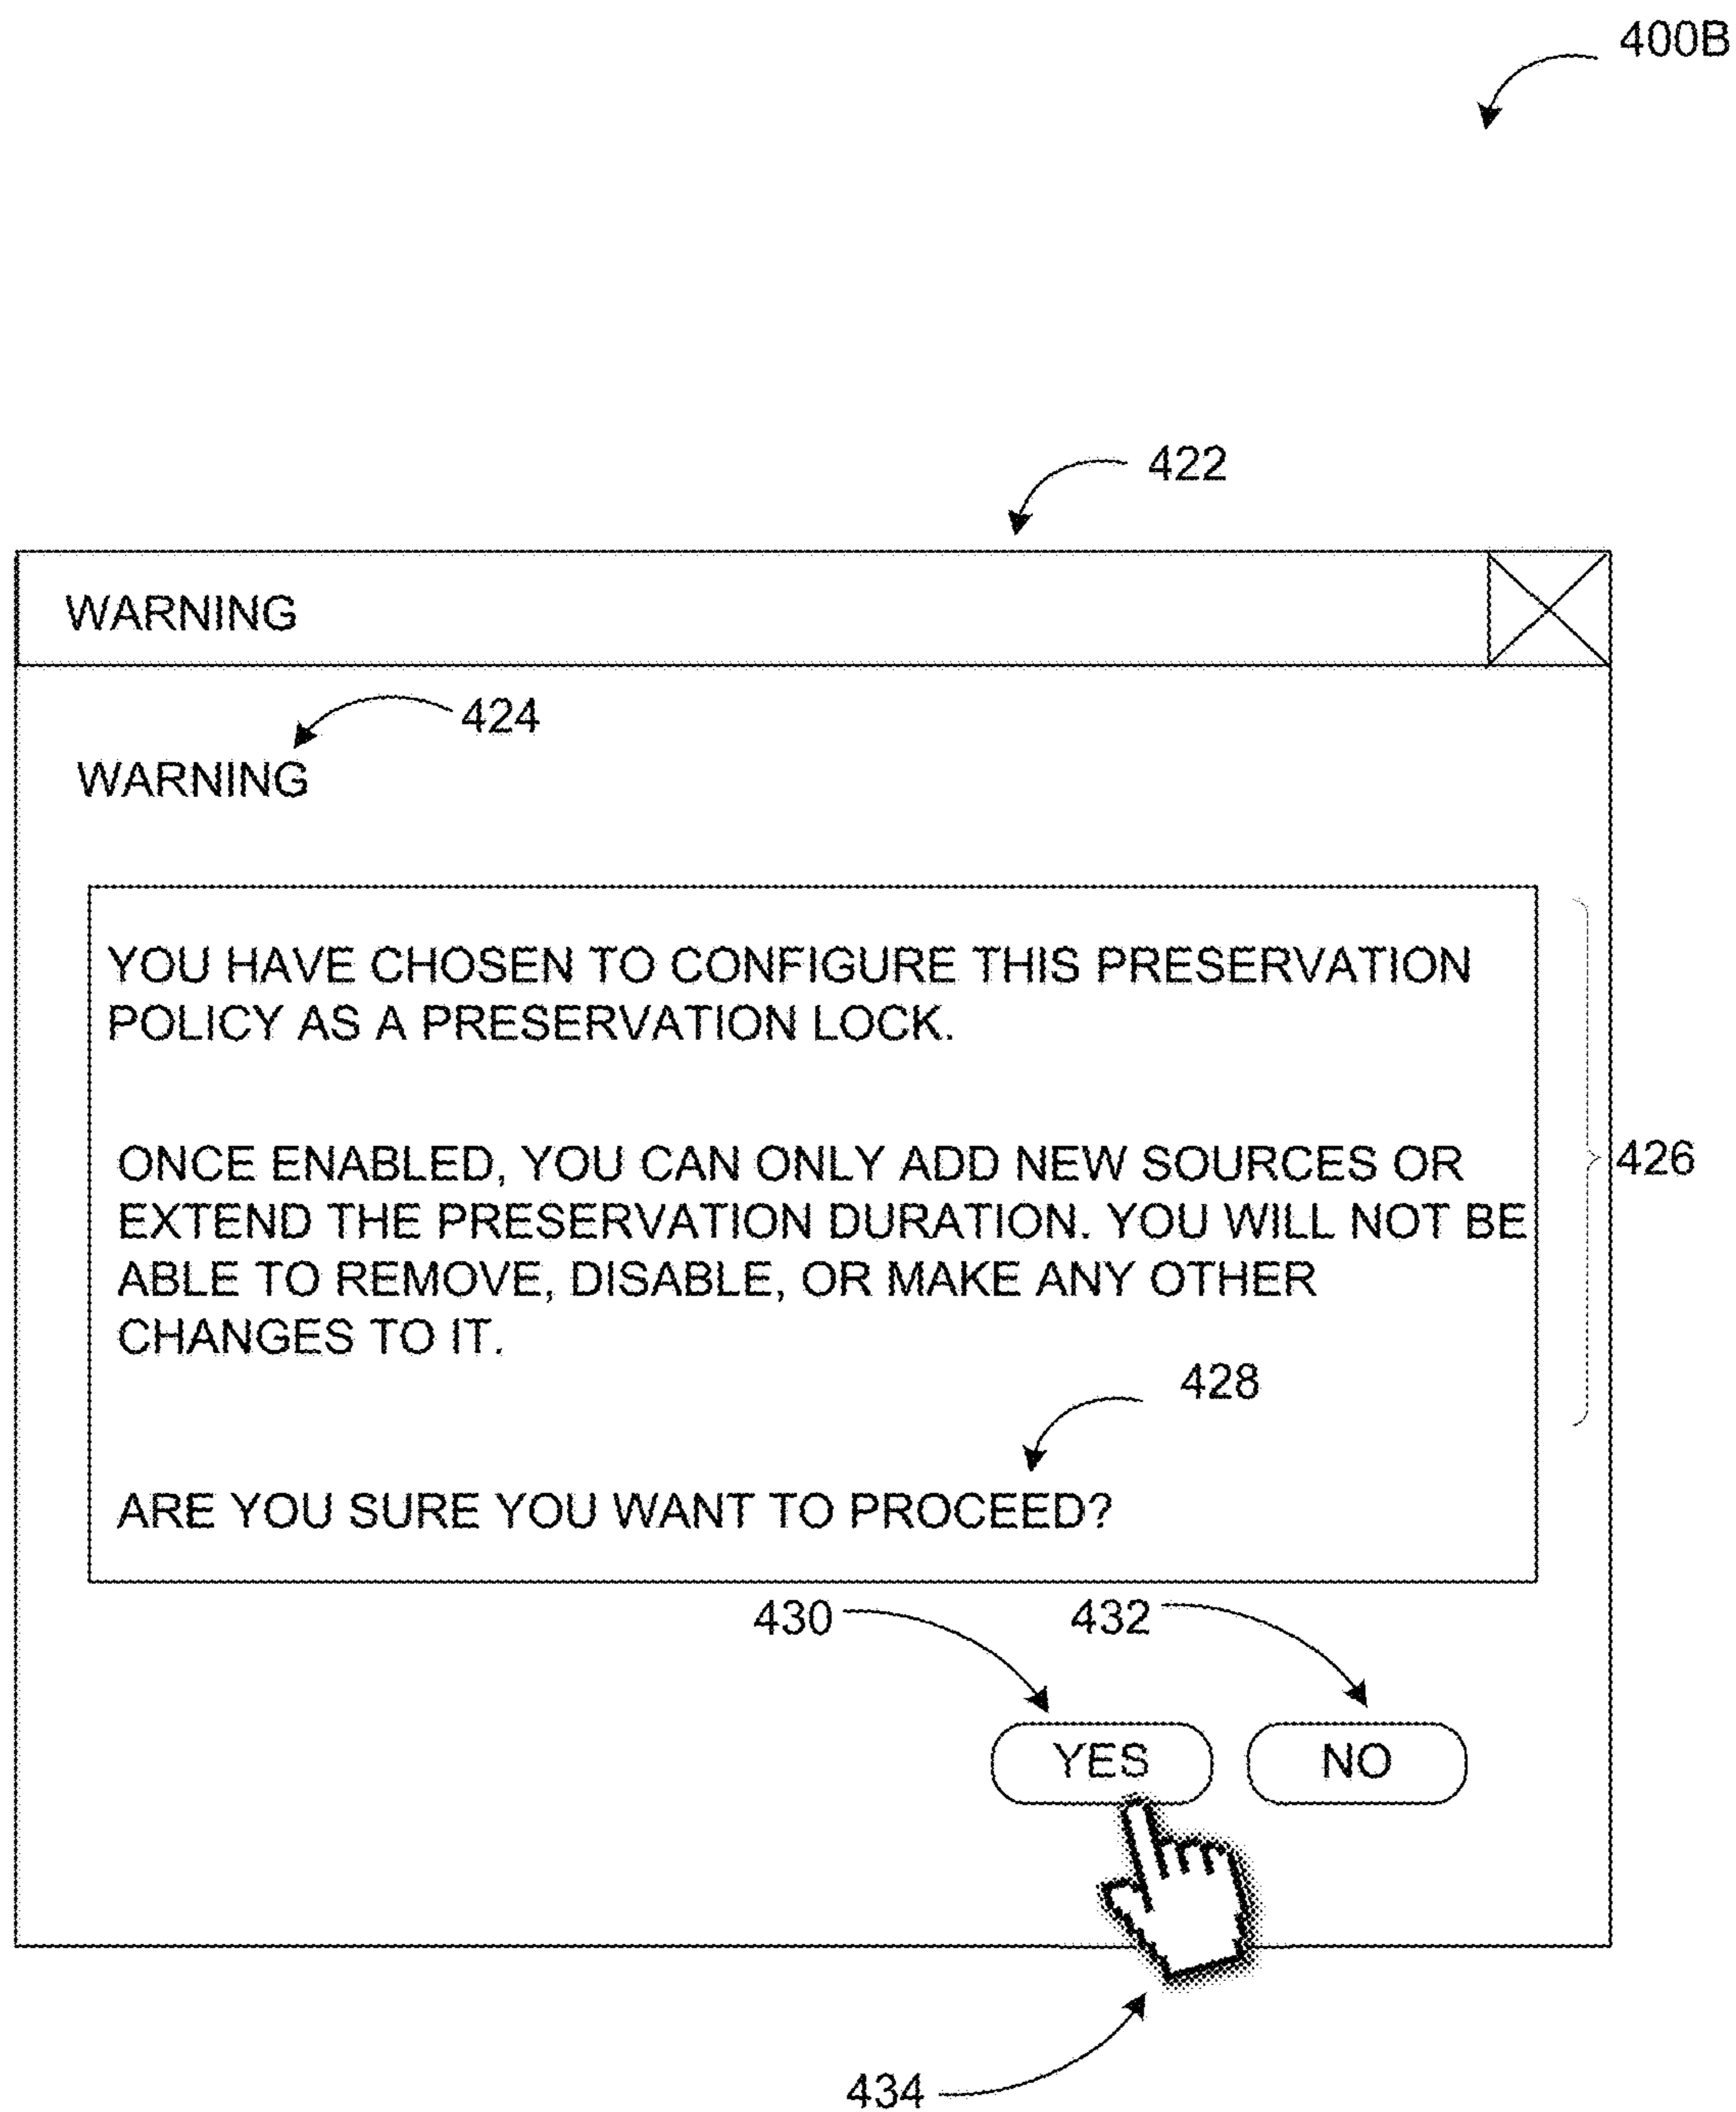 400B
422
WARNING
424
WARNING
YOU HAVE CHOSEN TO CONFIGURE THIS PRESERVATION
POLICY AS A PRESERVATION LOCK.
ONCE ENABLED, YOU CAN ONLY ADD NEW SOURCES OR
EXTEND THE PRESERVATION DURATION. YOU WILL NOT BE
ABLE TO REMOVE, DISABLE, OR MAKE ANY OTHER
CHANGES TO IT.
426
428
ARE YOU SURE YOU WANT TO PROCEED?
430 432
YES NO
434